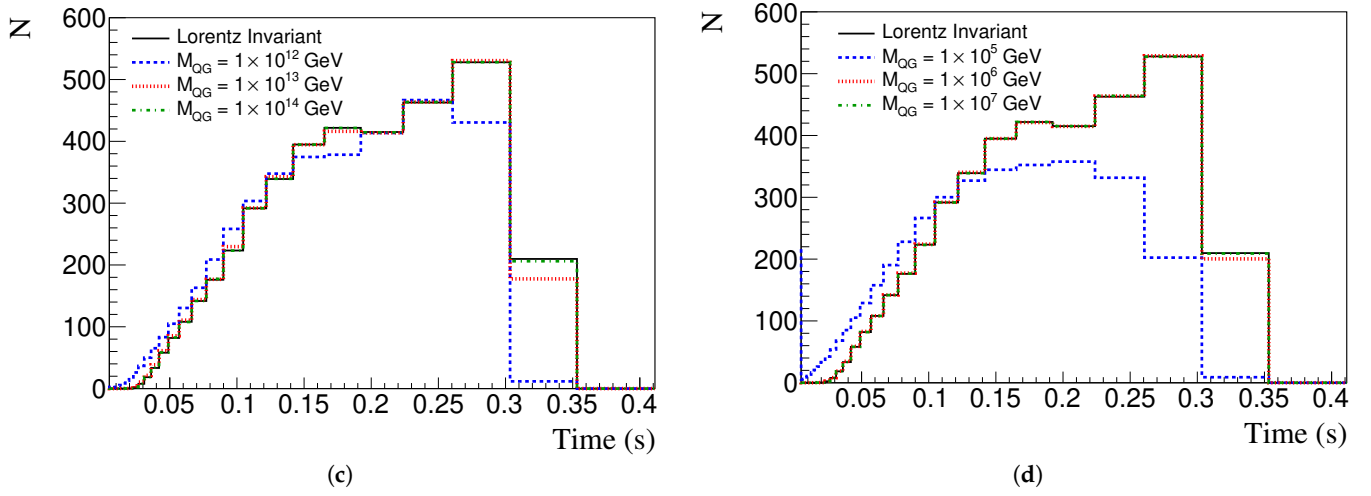 N
600
500
400
300
200
100
0
Lorentz Invariant
M_QG = 1 × 10^12 GeV
M_QG = 1 × 10^13 GeV
M_QG = 1 × 10^14 GeV
0.05 0.1 0.15 0.2 0.25 0.3 0.35 0.4
Time (s)
(c)
N
600
500
400
300
200
100
0
Lorentz Invariant
M_QG = 1 × 10^5 GeV
M_QG = 1 × 10^6 GeV
M_QG = 1 × 10^7 GeV
0.05 0.1 0.15 0.2 0.25 0.3 0.35 0.4
Time (s)
(d)